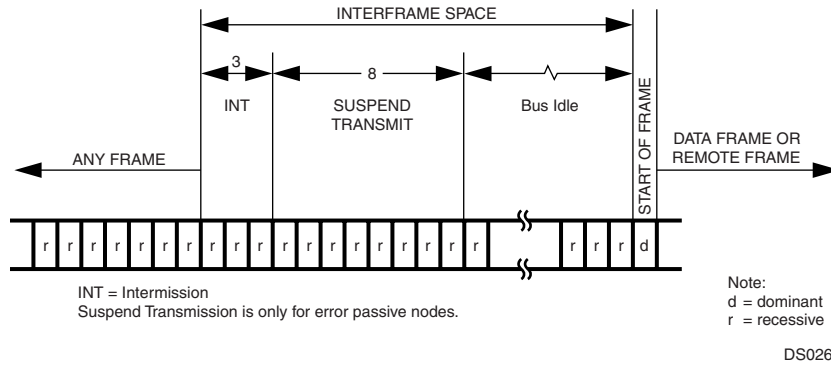 INTERFRAME SPACE
3
8
INT
SUSPEND
TRANSMIT
Bus Idle
START OF FRAME
ANY FRAME
DATA FRAME OR
REMOTE FRAME
r r r r r r r r r r r r r r r r r r r r r r d
INT = Intermission
Suspend Transmission is only for error passive nodes.
Note:
d = dominant
r = recessive
DS026